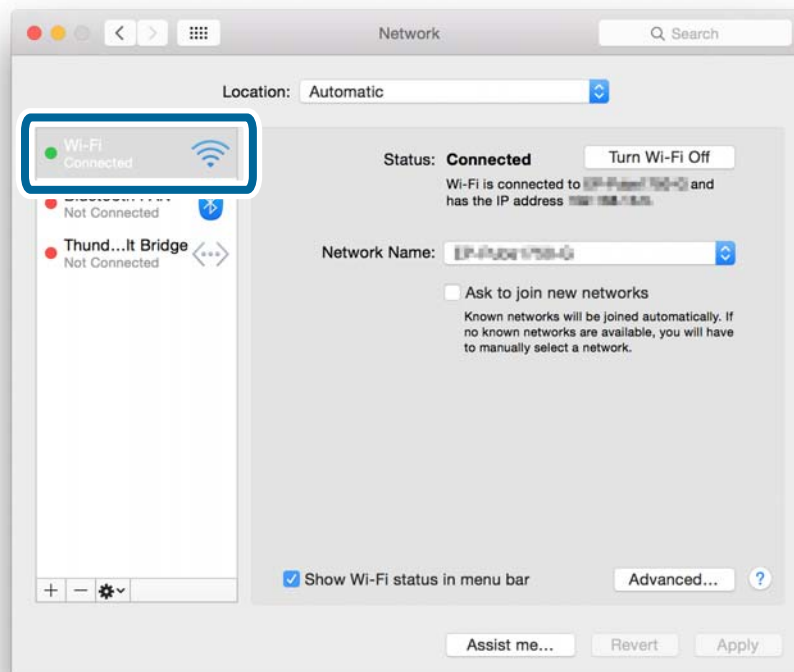 Network
Search
Location: Automatic
Wi-Fi
Connected
Not Connected
Thund...lt Bridge
Not Connected
Status: Connected
Turn Wi-Fi Off
Wi-Fi is connected to and
has the IP address
Network Name:
Ask to join new networks
Known networks will be joined automatically. If
no known networks are available, you will have
to manually select a network.
Show Wi-Fi status in menu bar
Advanced...
?
Assist me...
Revert
Apply